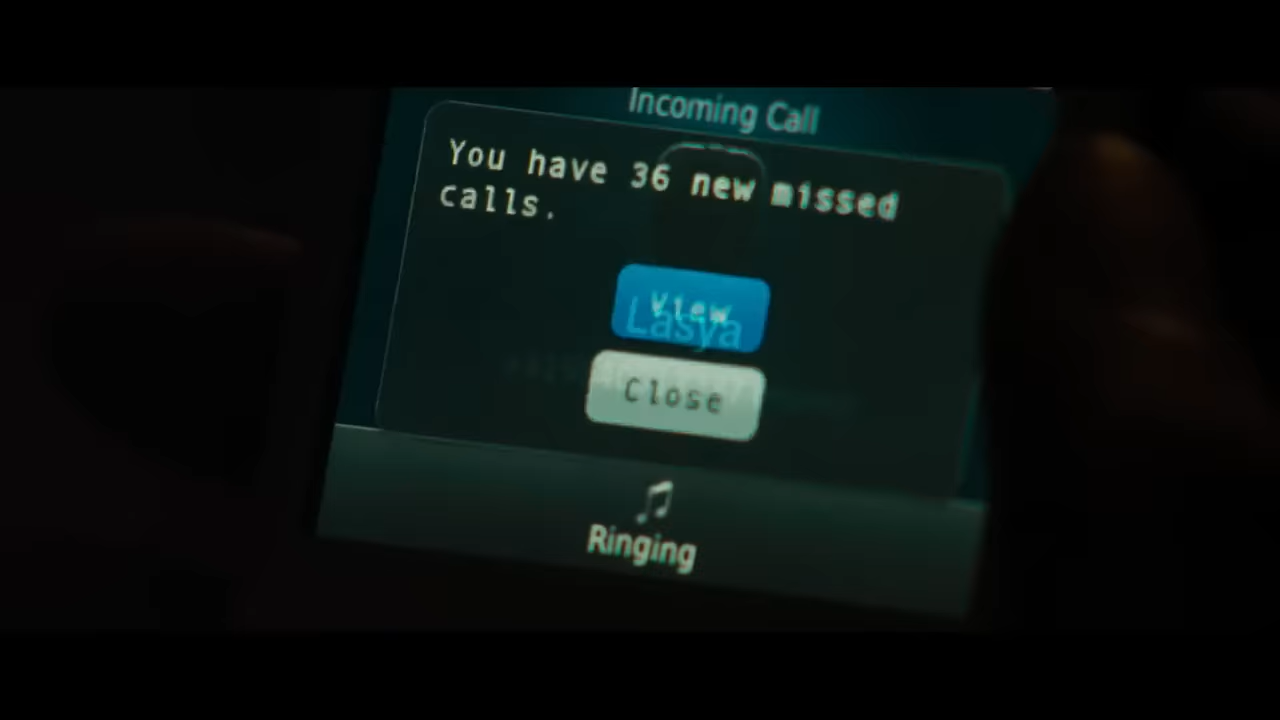 Incoming Call
You have 36 new missed
calls.
View
Lasya
Close
Ringing